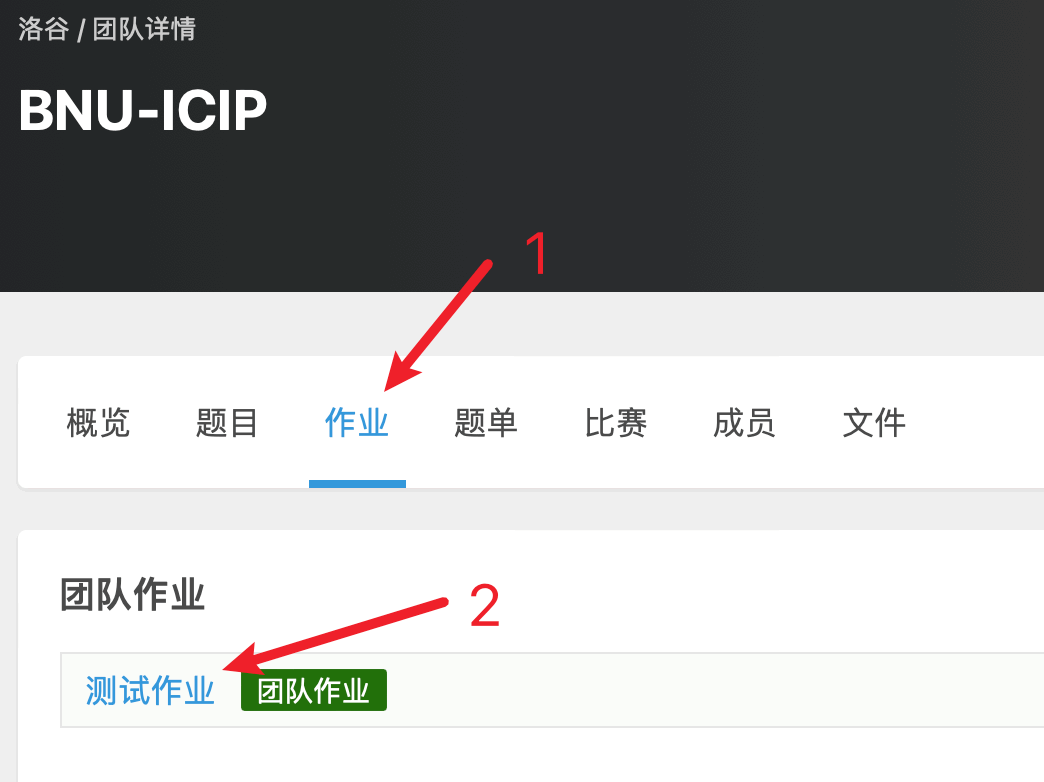 洛谷 / 团队详情
BNU-ICIP
1
概览 题目 作业 题单 比赛 成员 文件
团队作业
2
测试作业 团队作业